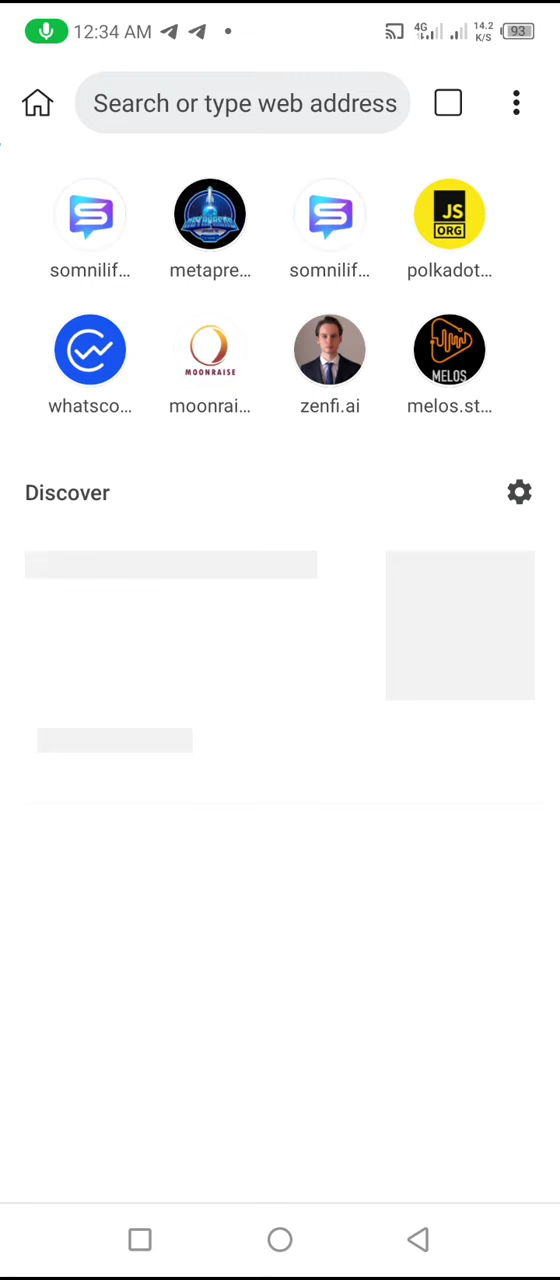 12:34 AM
4G
14.2
K/S
93
Search or type web address
somnilif...
metapre...
somnilif...
JS
ORG
polkadot...
MOONRAISE
MELOS
whatsco...
moonrai...
zenfi.ai
melos.st...
Discover